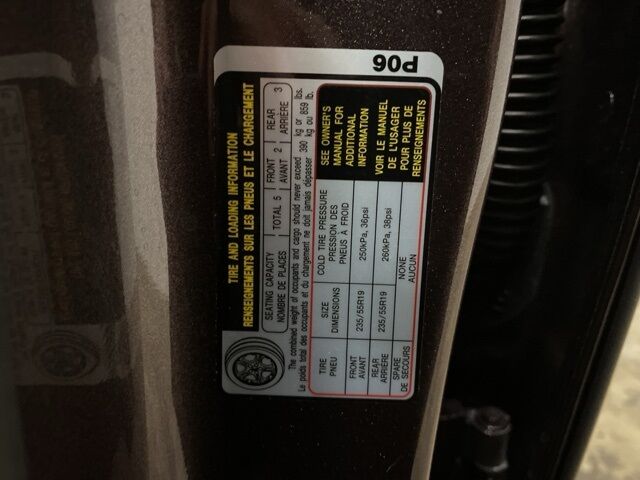 TIRE AND LOADING INFORMATION
RENSEIGNEMENTS SUR LES PNEUS ET LE CHARGEMENT
SEATING CAPACITY TOTAL 5 FRONT 2 REAR 3
NOMBRE DE PLACES AVANT ARRIÈRE
The combined weight of occupants and cargo should never exceed 390 kg or 859 lbs.
Le poids total des occupants et du chargement ne doit jamais dépasser 390 kg ou 859 lb.
TIRE SIZE COLD TIRE PRESSURE
PNEU DIMENSIONS PRESSION DES PNEUS À FROID
FRONT AVANT 235/55R19 250kPa, 36psi
REAR ARRIÈRE 235/55R19 260kPa, 38psi
SPARE DE SECOURS NONE AUCUN
SEE OWNER'S
MANUAL FOR
ADDITIONAL
INFORMATION
VOIR LE MANUEL
DE L'USAGER
POUR PLUS DE
RENSEIGNEMENTS
P06